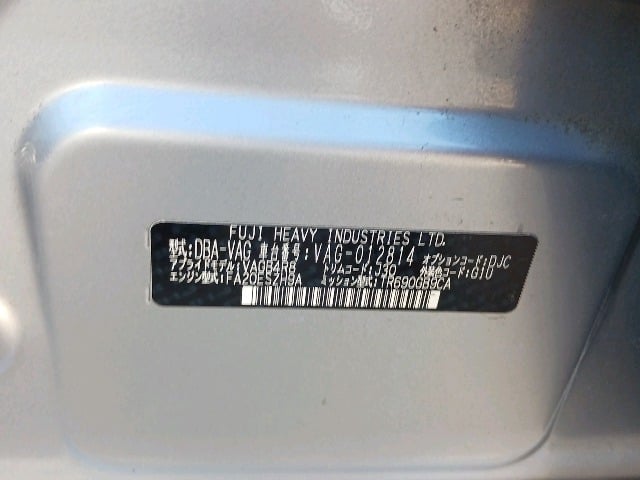 FUJI HEAVY INDUSTRIES LTD.
型式:DBA-VAG 車台番号:VAG-012814 オプションコード:DJC
アプライドモデル: トリムコード:J30 外装色コード:G1U
エンジン型式:FA20ESZH9A ミッション型式:TR690GB9CA